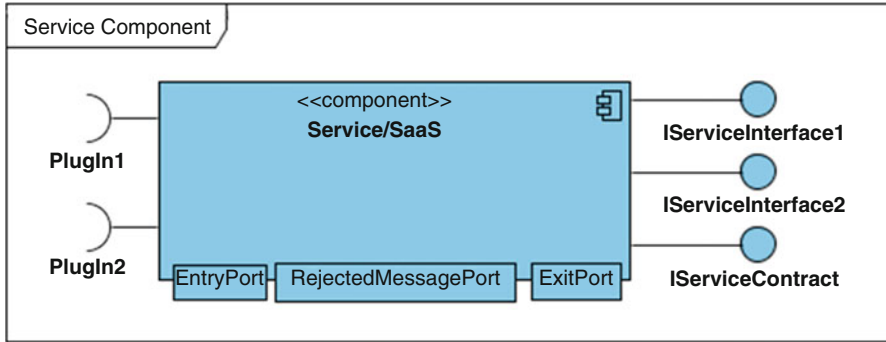 Service Component
<<component>>
Service/SaaS
PlugIn1
PlugIn2
IServiceInterface1
IServiceInterface2
IServiceContract
EntryPort
RejectedMessagePort
ExitPort